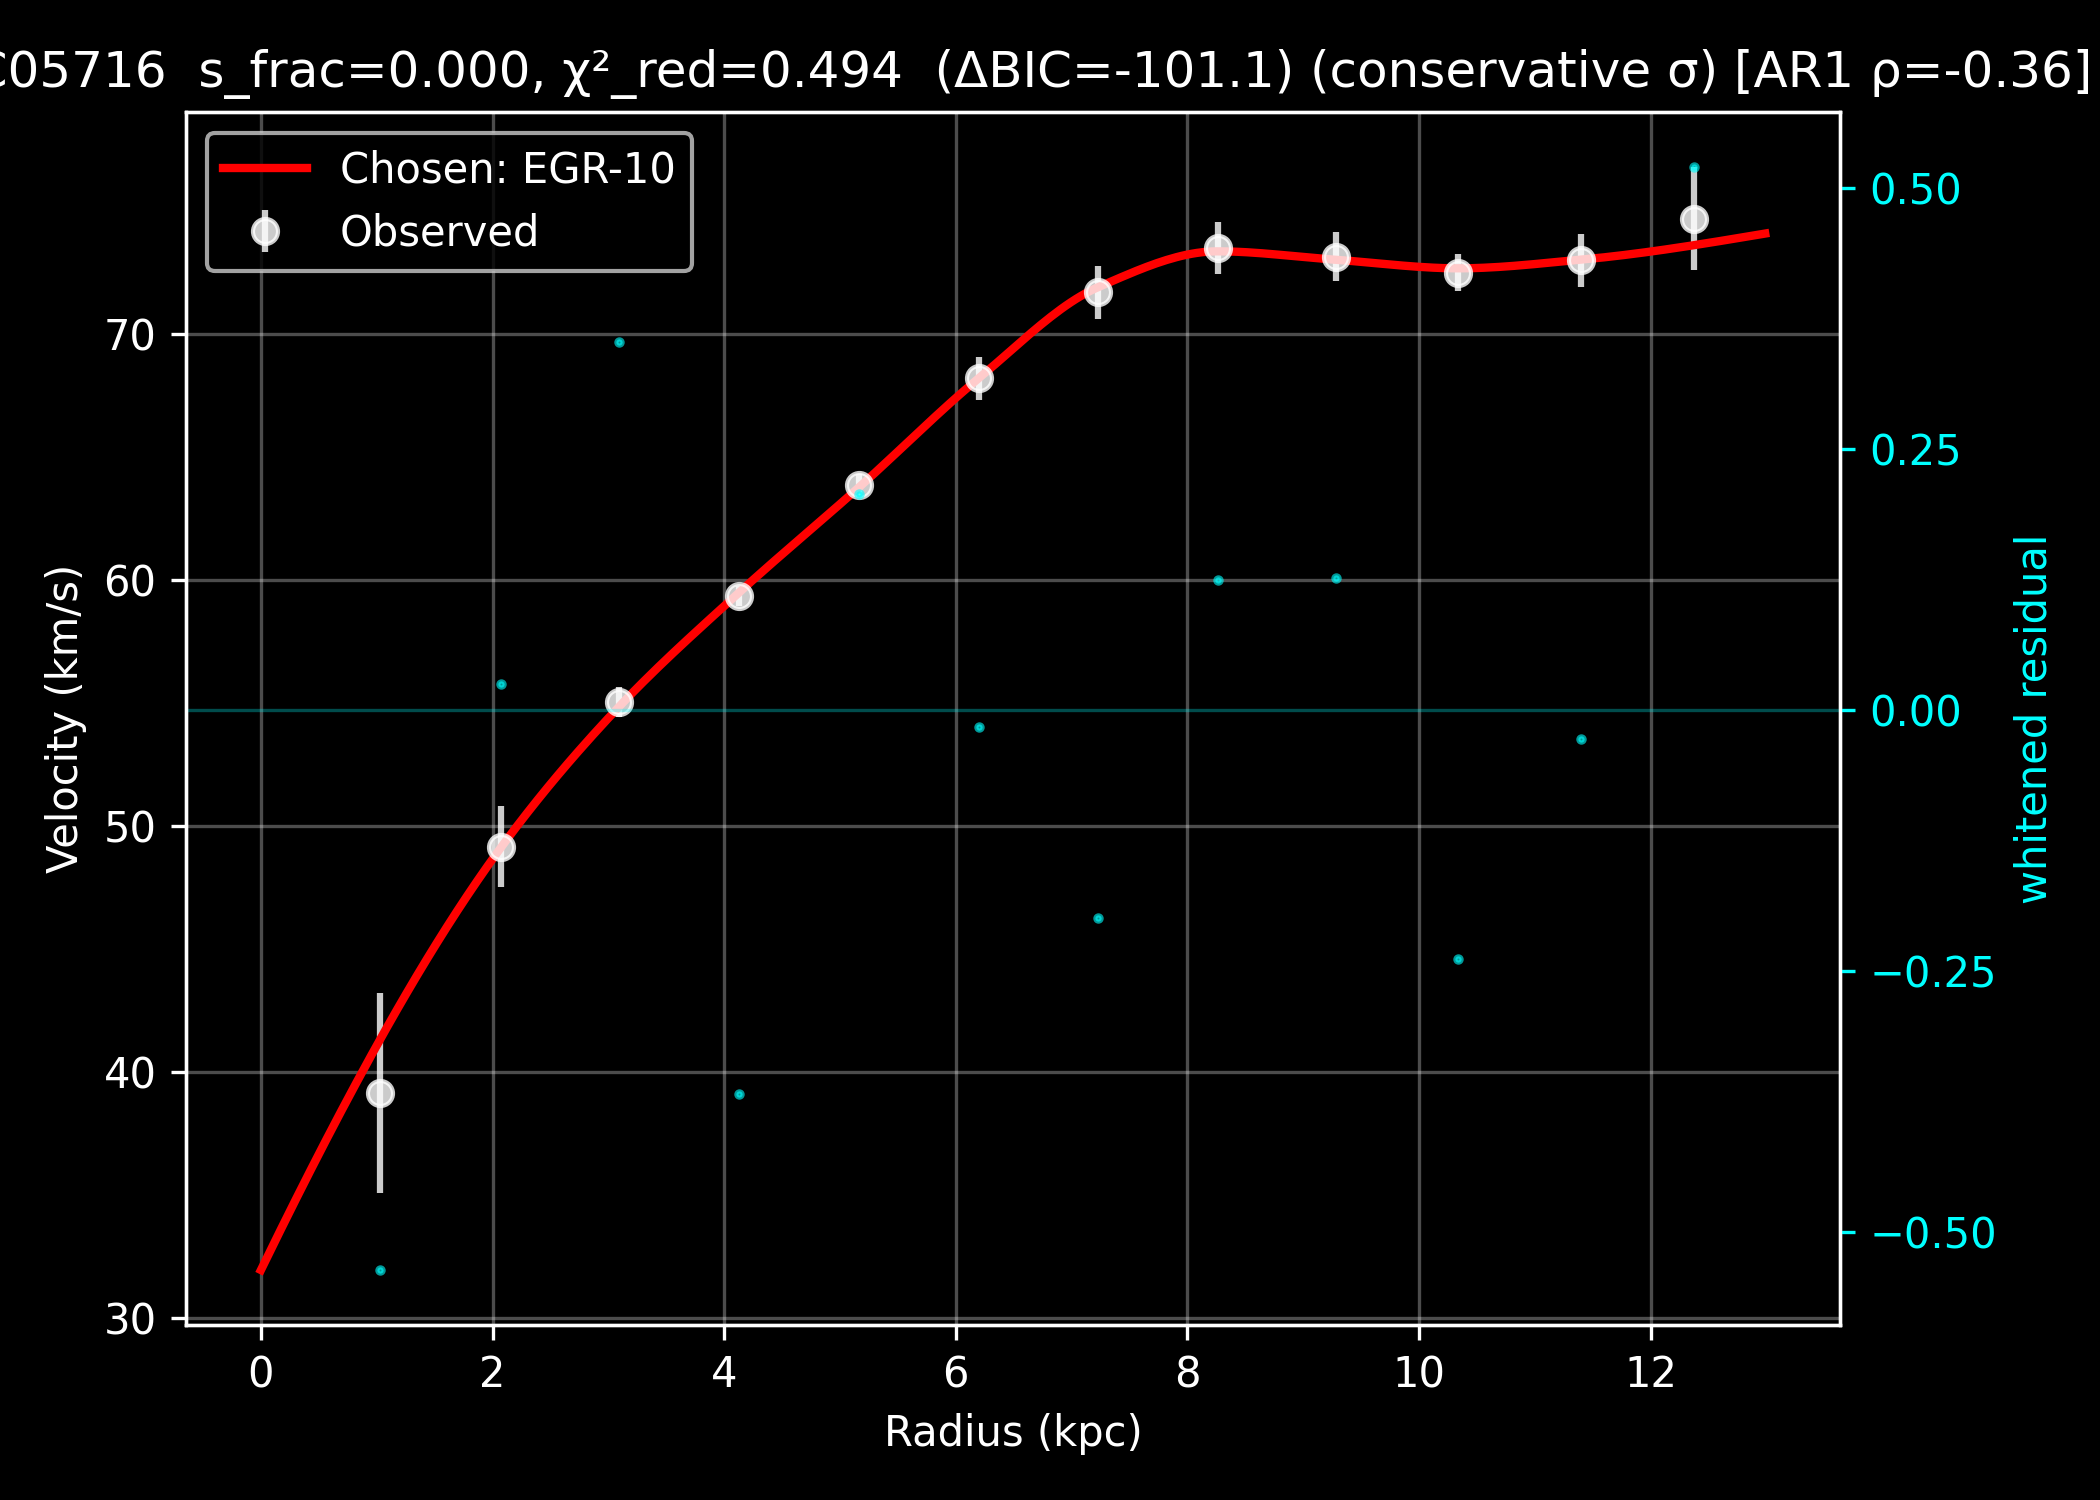 C05716  s_frac=0.000, χ²_red=0.494  (ΔBIC=-101.1) (conservative σ) [AR1 ρ=-0.36]
Chosen: EGR-10
Observed
Velocity (km/s)
70
60
50
40
30
0.50
0.25
0.00
−0.25
−0.50
whitened residual
0 2 4 6 8 10 12
Radius (kpc)